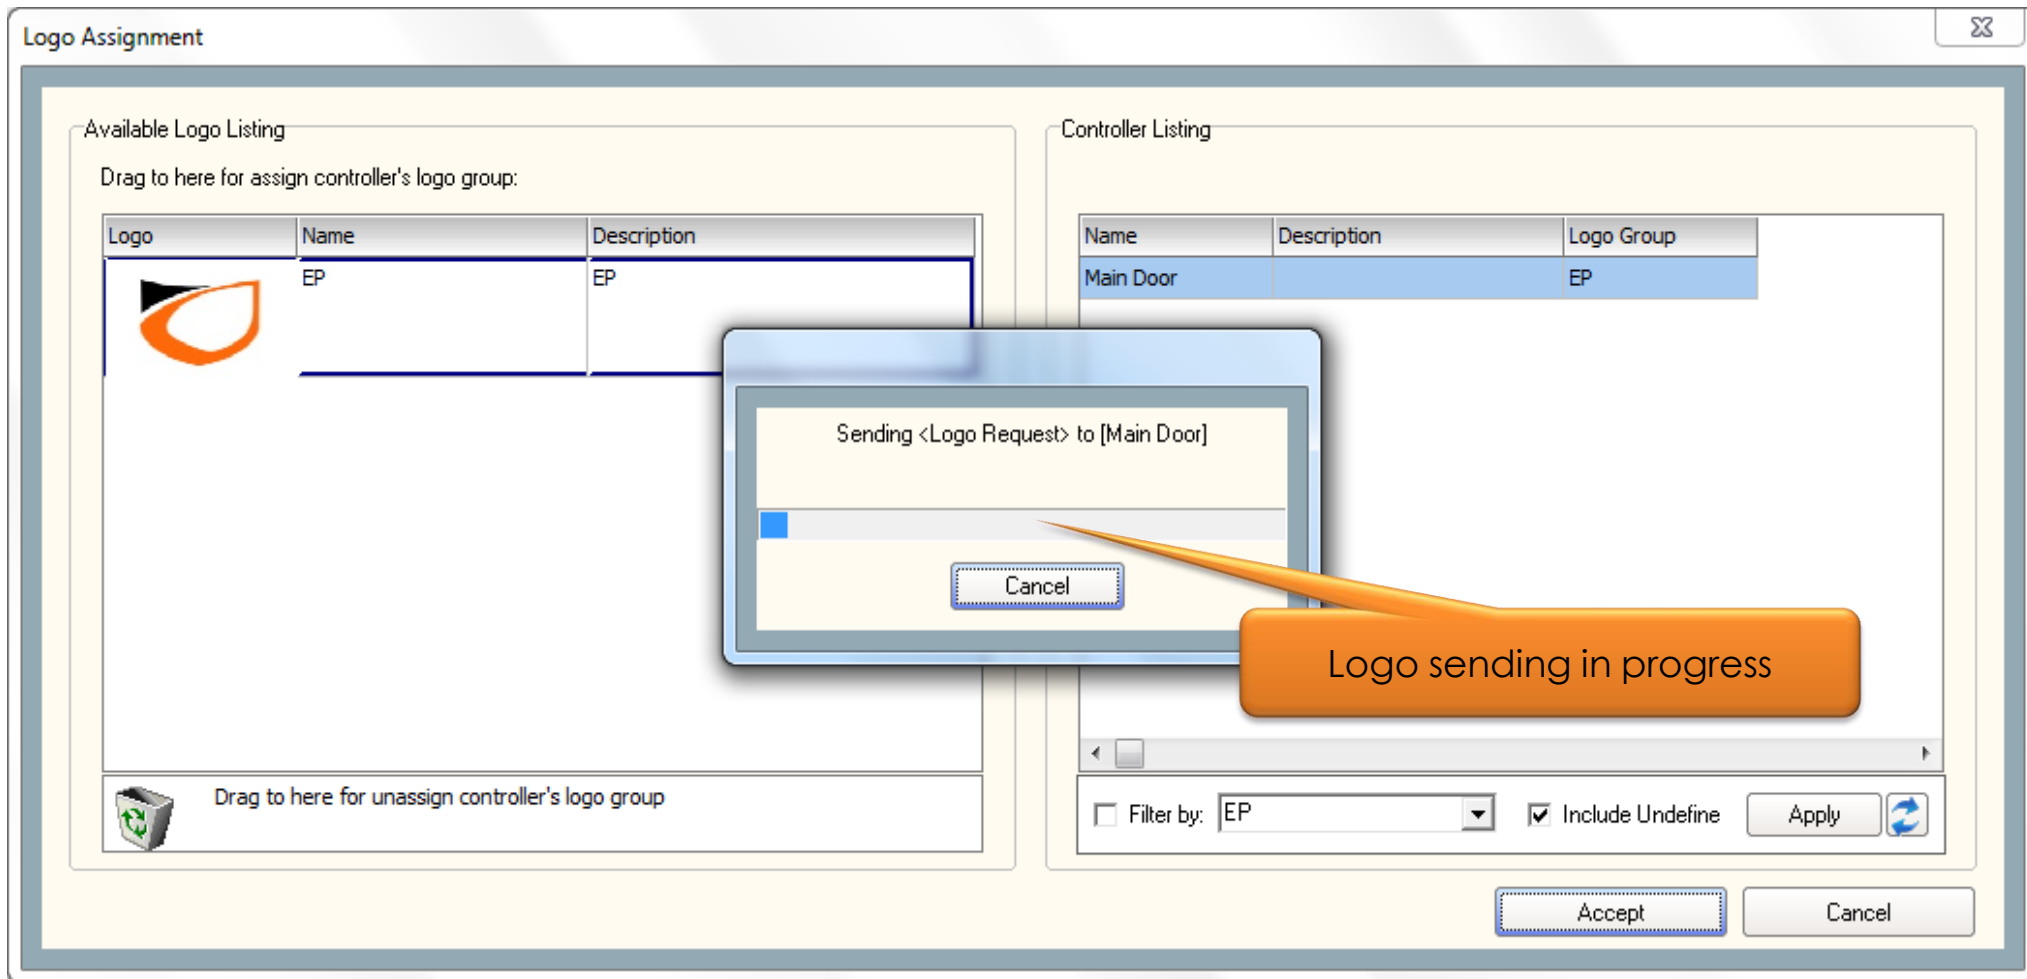 Logo Assignment
Available Logo Listing
Drag to here for assign controller's logo group:
Logo Name Description
EP EP
Drag to here for unassign controller's logo group
Controller Listing
Name Description Logo Group
Main Door EP
Sending <Logo Request> to [Main Door]
Cancel
Logo sending in progress
Filter by: EP Include Undefine Apply
Accept Cancel